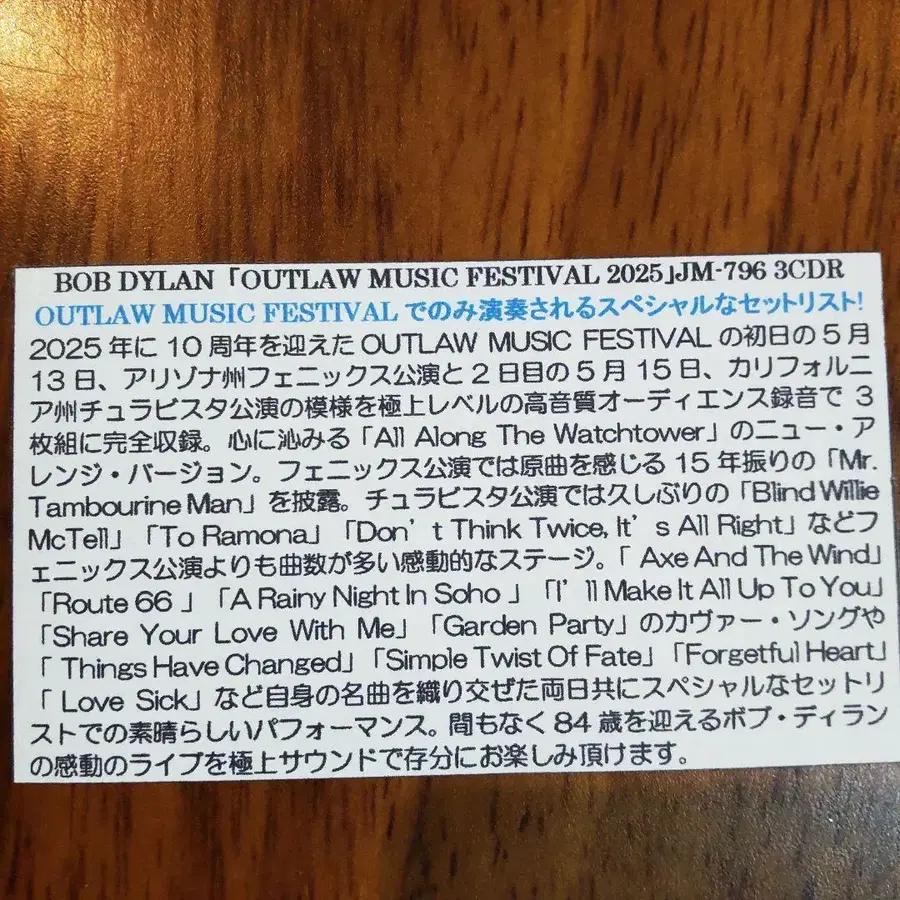 BOB DYLAN「OUTLAW MUSIC FESTIVAL 2025」JM-796 3CDR
OUTLAW MUSIC FESTIVAL でのみ演奏されるスペシャルなセットリスト!
2025 年に 10 周年を迎えた OUTLAW MUSIC FESTIVAL の初日の 5 月
13 日、アリゾナ州フェニックス公演と 2 日目の 5 月 15 日、カリフォルニ
ア州チュラビスタ公演の模様を極上レベルの高音質オーディエンス録音で 3
枚組に完全収録。心に沁みる「All Along The Watchtower」のニュー・ア
レンジ・バージョン。フェニックス公演では原曲を感じる 15 年振りの「Mr.
Tambourine Man」を披露。チュラビスタ公演では久しぶりの「Blind Willie
McTell」「To Ramona」「Don't Think Twice, It's All Right」などフ
ェニックス公演よりも曲数が多い感動的なステージ。「Axe And The Wind」
「Route 66 」「A Rainy Night In Soho 」「I'll Make It All Up To You」
「Share Your Love With Me」「Garden Party」のカヴァー・ソングや
「 Things Have Changed」「Simple Twist Of Fate」「Forgetful Heart」
「 Love Sick」など自身の名曲を織り交ぜた両日共にスペシャルなセットリ
ストでの素晴らしいパフォーマンス。間もなく 84 歳を迎えるボブ・ディラン
の感動のライブを極上サウンドで存分にお楽しみ頂けます。